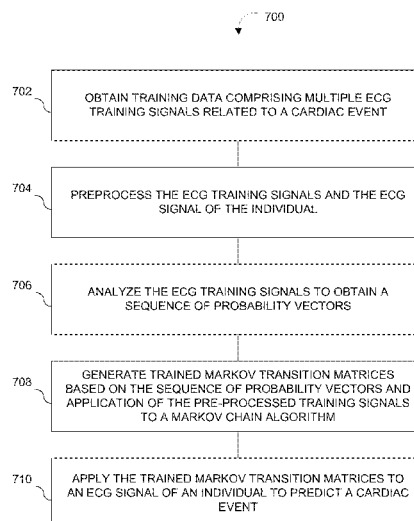 700
702
OBTAIN TRAINING DATA COMPRISING MULTIPLE ECG
TRAINING SIGNALS RELATED TO A CARDIAC EVENT
704
PREPROCESS THE ECG TRAINING SIGNALS AND THE ECG
SIGNAL OF THE INDIVIDUAL
706
ANALYZE THE ECG TRAINING SIGNALS TO OBTAIN A
SEQUENCE OF PROBABILITY VECTORS
708
GENERATE TRAINED MARKOV TRANSITION MATRICES
BASED ON THE SEQUENCE OF PROBABILITY VECTORS AND
APPLICATION OF THE PRE-PROCESSED TRAINING SIGNALS
TO A MARKOV CHAIN ALGORITHM
710
APPLY THE TRAINED MARKOV TRANSITION MATRICES TO
AN ECG SIGNAL OF AN INDIVIDUAL TO PREDICT A CARDIAC
EVENT